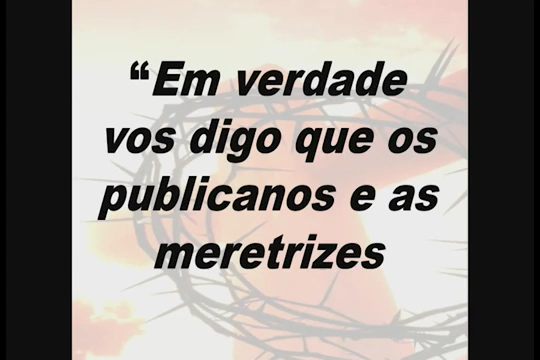 “Em verdade
vos digo que os
publicanos e as
meretrizes